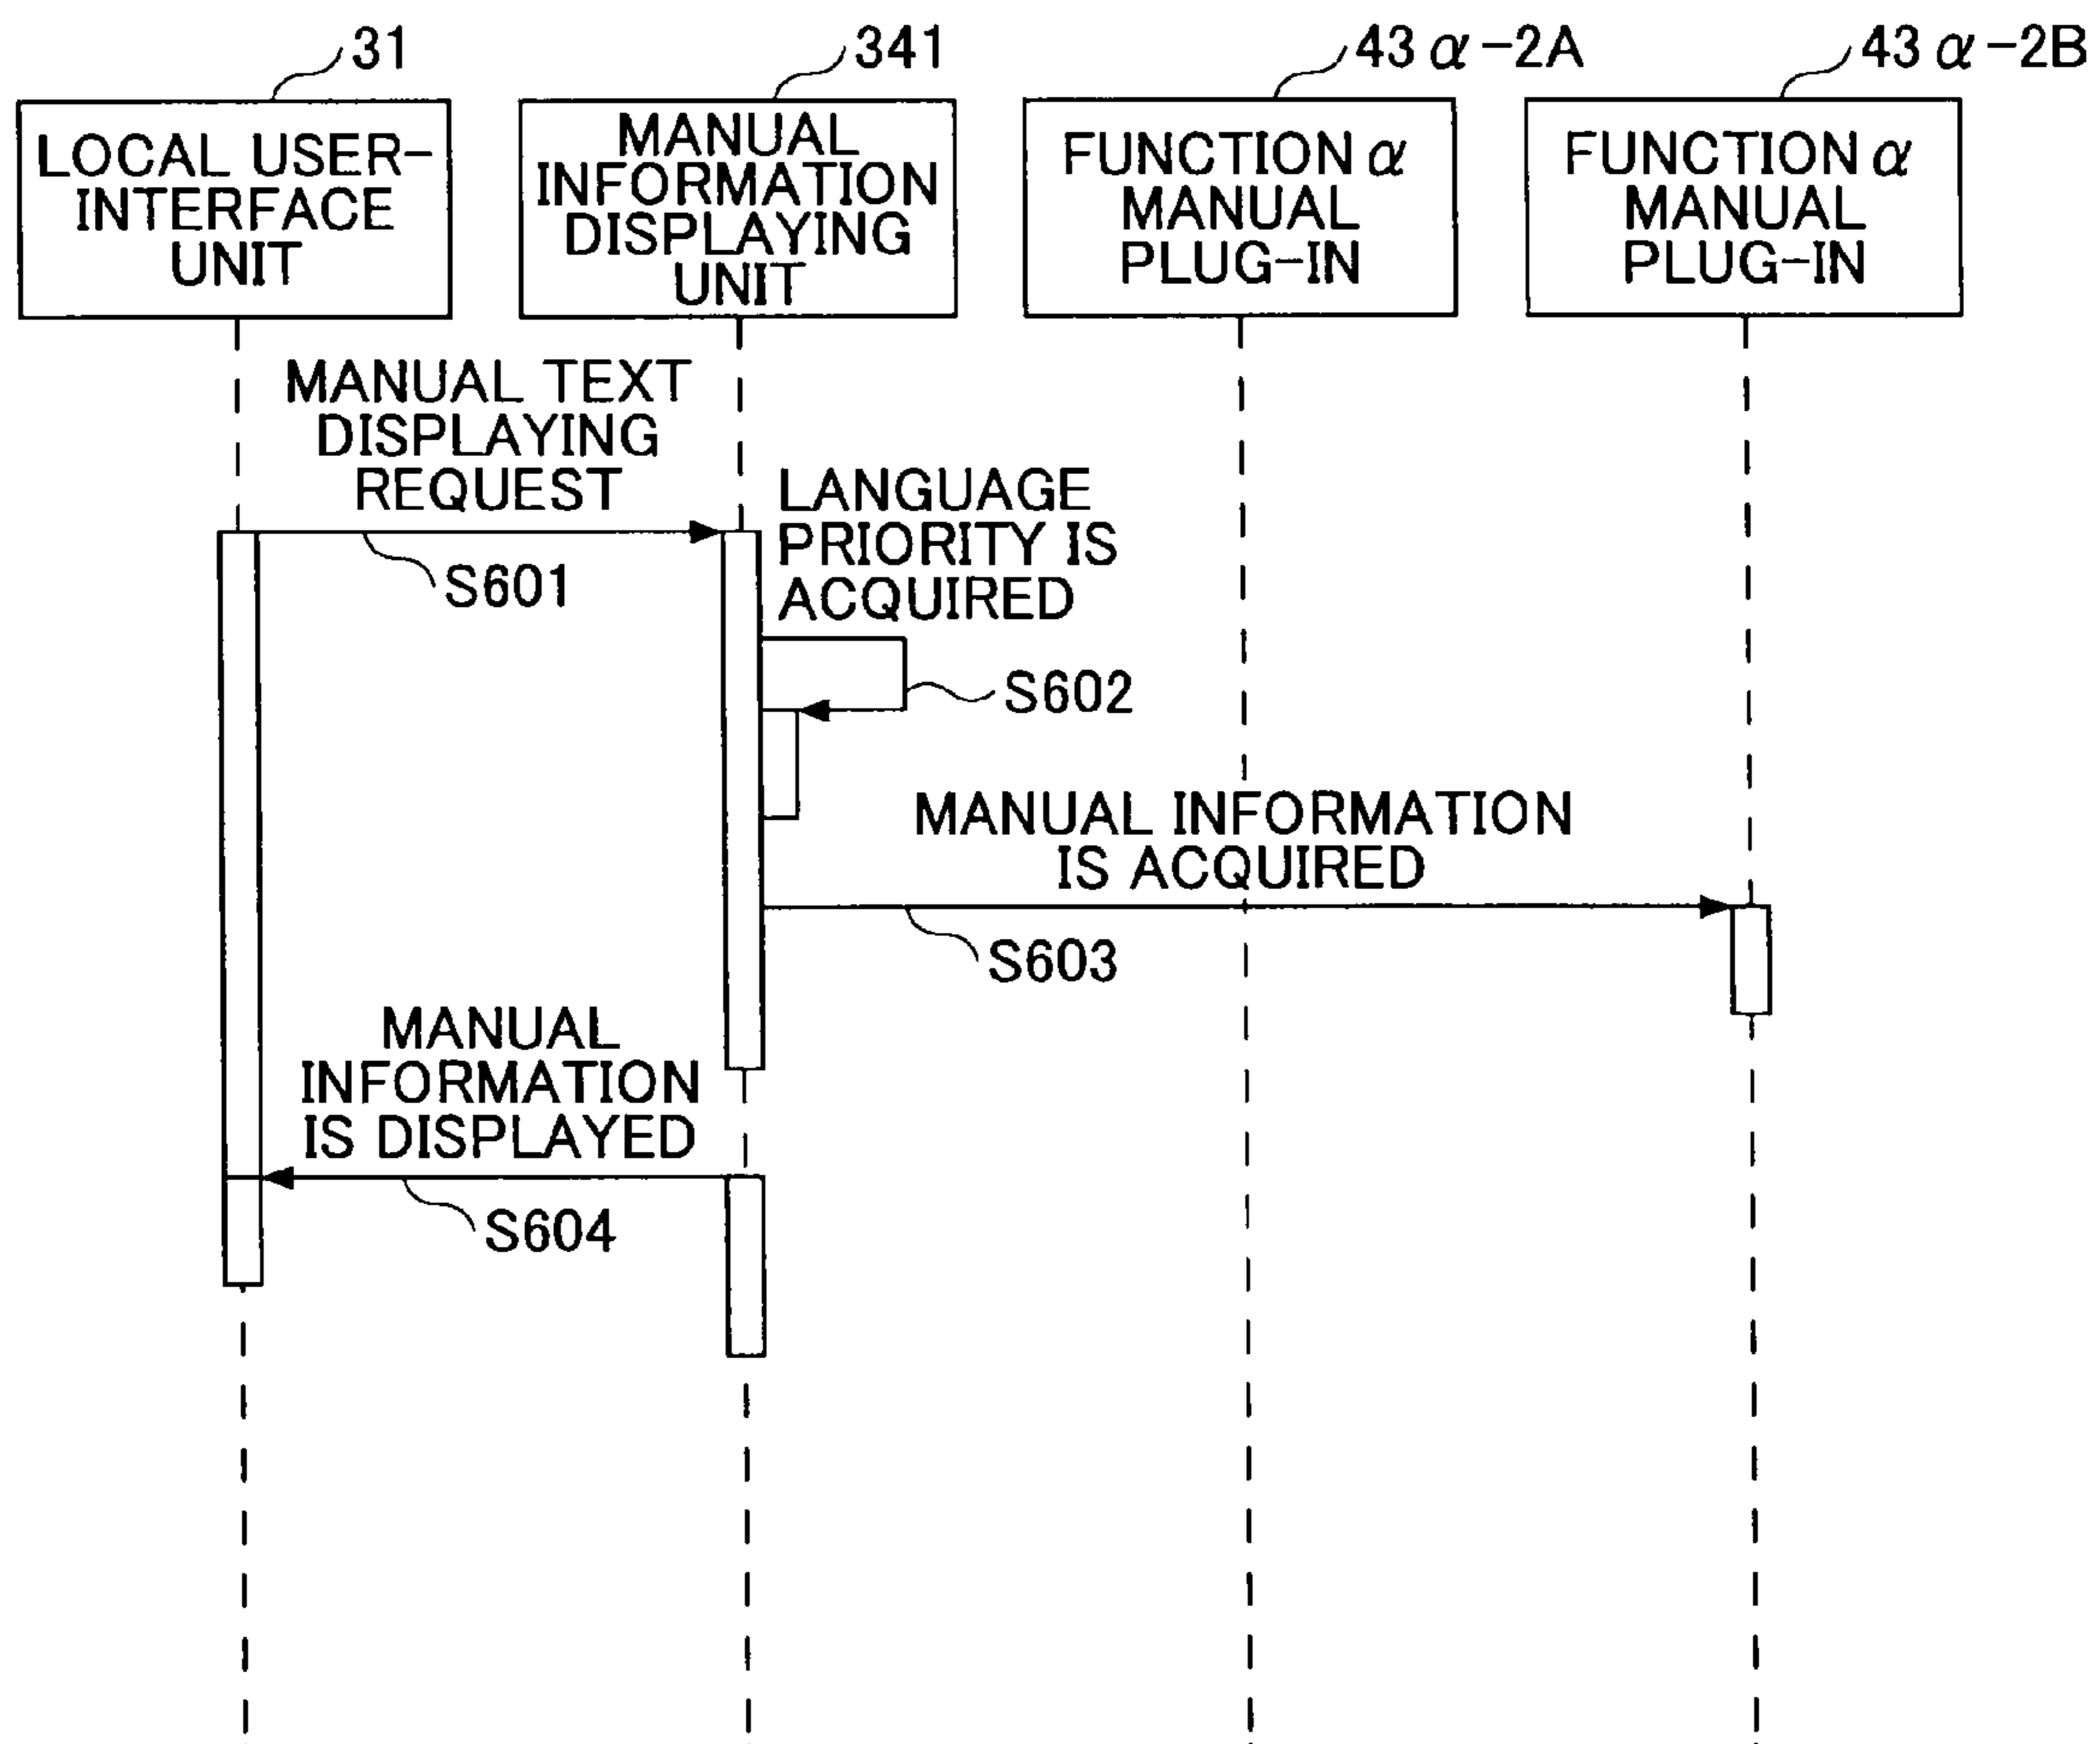 31
341
43 α-2A
43 α-2B
LOCAL USER-
INTERFACE
UNIT
MANUAL
INFORMATION
DISPLAYING
UNIT
FUNCTION α
MANUAL
PLUG-IN
FUNCTION α
MANUAL
PLUG-IN
MANUAL TEXT
DISPLAYING
REQUEST
S601
LANGUAGE
PRIORITY IS
ACQUIRED
S602
MANUAL INFORMATION
IS ACQUIRED
S603
MANUAL
INFORMATION
IS DISPLAYED
S604